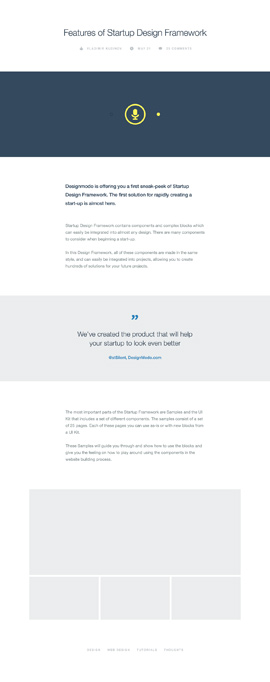 Features of Startup Design Framework
MAY 21
23 COMMENTS
Designmodo is offering you a first sneak-peek of Startup
Design Framework. The first solution for rapidly creating a
start-up is almost here.
Startup Design Framework contains components and complex blocks which
can easily be integrated into almost any design. There are many components
to consider when beginning a start-up.
In this Design Framework, all of these components are made in the same
style, and can easily be integrated into projects, allowing you to create
hundreds of solutions for your future projects.
”
We've created the product that will help
your startup to look even better
DesignModo.com
The most important parts of the Startup Framework are Samples and the UI
Kit that includes a set of different components. The samples consist of a set
of 25 pages. Each of these pages you can use as is or with new blocks from
a UI Kit.
These Samples will guide you through and show how to use the blocks and
give you the feeling on how to play around using the components in the
website building process.
DESIGN WEB DESIGN TUTORIALS THOUGHTS